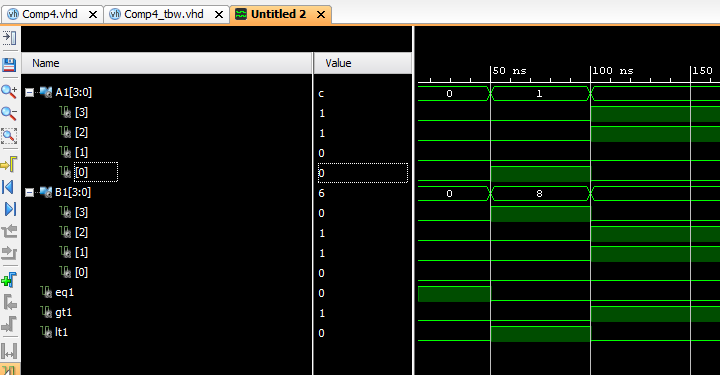 Comp4.vhd Comp4_tbw.vhd Untitled 2
Name Value
50 ns 100 ns 150
A1[3:0] c 0 1
[3] 1
[2] 1
[1] 0
[0] 0
B1[3:0] 6 0 8
[3] 0
[2] 1
[1] 1
[0] 0
eq1 0
gt1 1
lt1 0